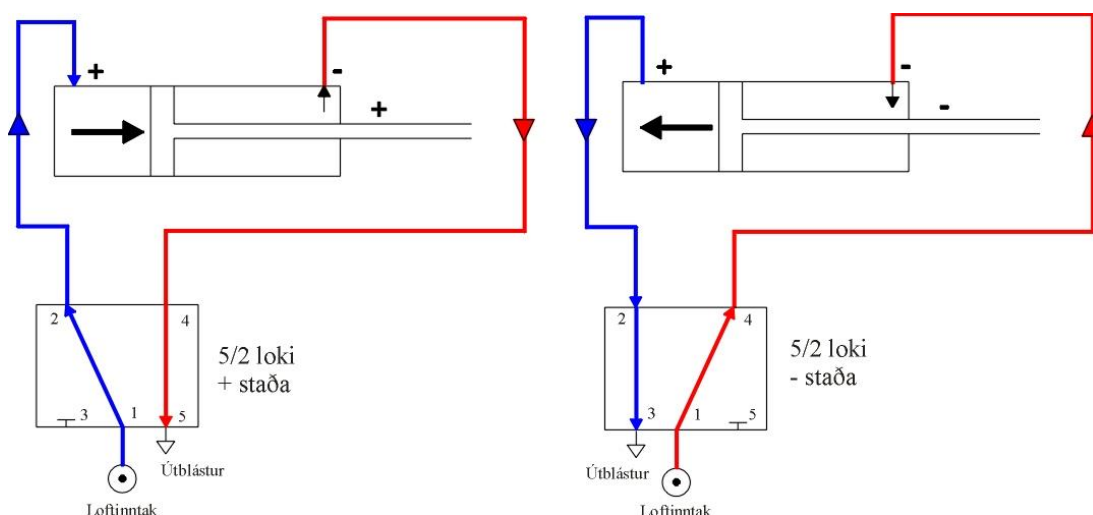 +
-
+
2
4
5/2 loki
+ staða
3
1
5
Útblástur
Loftinntak
+
-
-
2
4
5/2 loki
- staða
3
1
5
Útblástur
Loftinntak